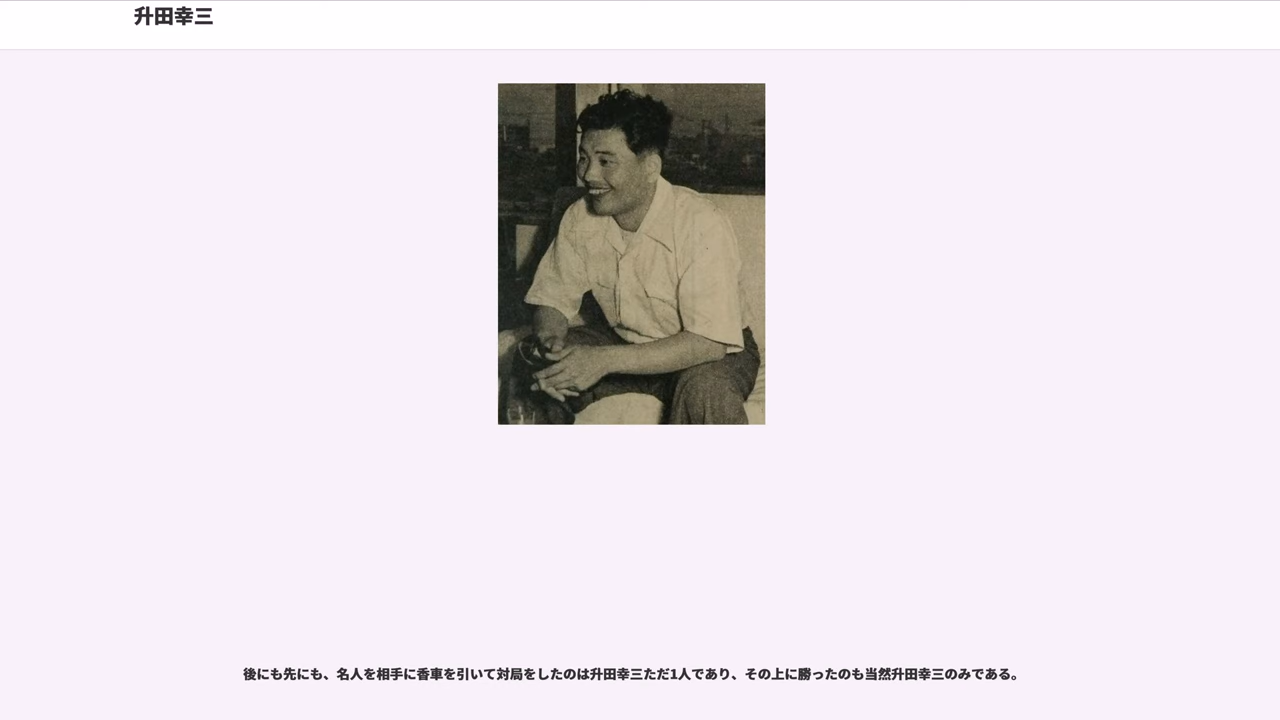 升田幸三
後にも先にも、名人を相手に香車を引いて対局をしたのは升田幸三ただ1人であり、その上に勝ったのも当然升田幸三のみである。